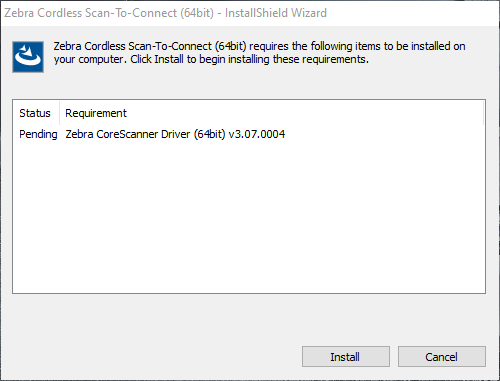 Zebra Cordless Scan-To-Connect (64bit) - InstallShield Wizard
Zebra Cordless Scan-To-Connect (64bit) requires the following items to be installed on
your computer. Click Install to begin installing these requirements.
Status Requirement
Pending Zebra CoreScanner Driver (64bit) v3.07.0004
Install Cancel